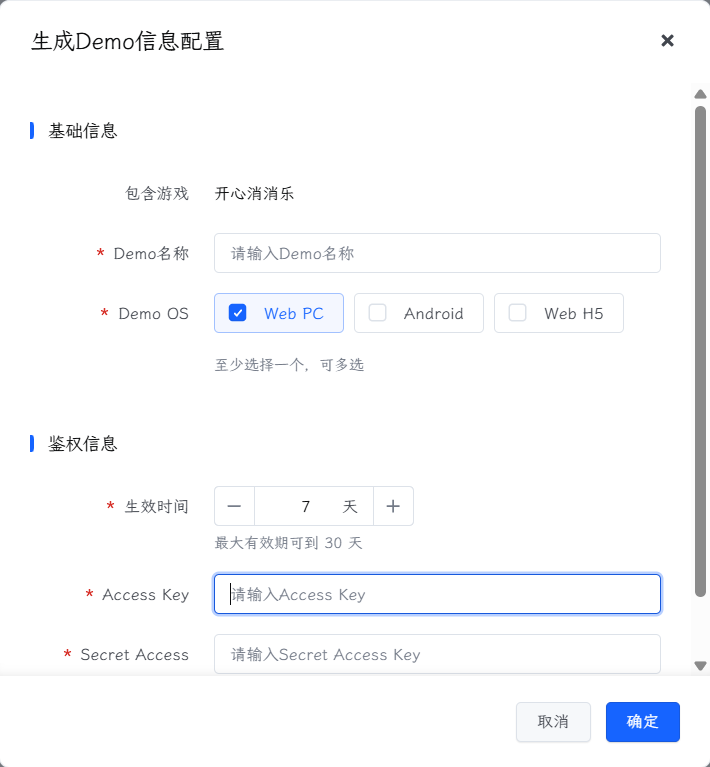 生成Demo信息配置
基础信息
包含游戏 开心消消乐
* Demo名称 请输入Demo名称
* Demo OS Web PC Android Web H5
至少选择一个，可多选
鉴权信息
* 生效时间 7 天
最大有效期可到 30 天
* Access Key 请输入Access Key
* Secret Access 请输入Secret Access Key
取消 确定